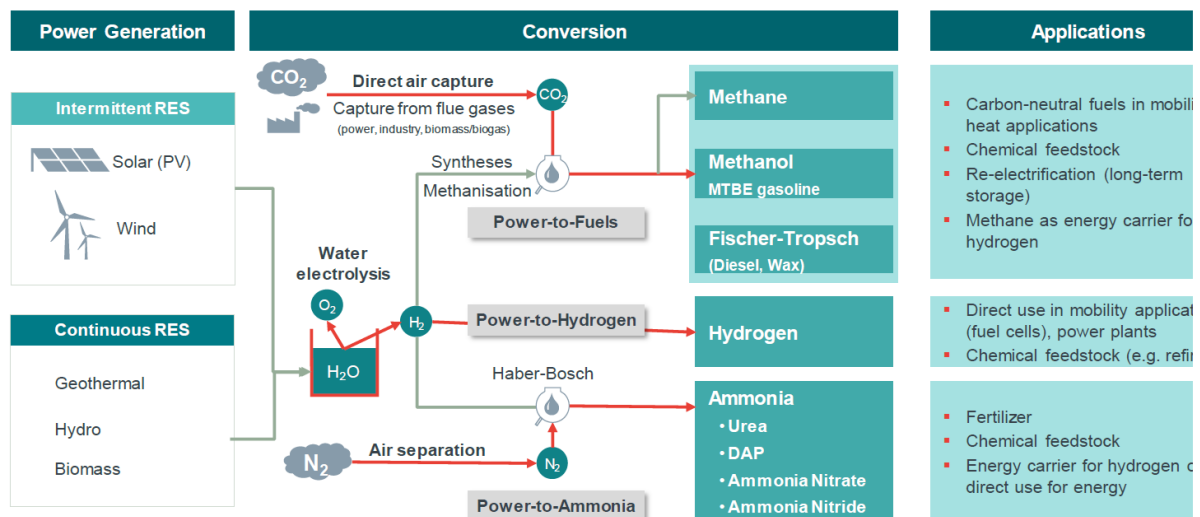 Power Generation
Conversion
Applications
Intermittent RES
Solar (PV)
Wind
Continuous RES
Geothermal
Hydro
Biomass
CO2
Direct air capture
Capture from flue gases
(power, industry, biomass/biogas)
CO2
Syntheses
Methanisation
Power-to-Fuels
Water
electrolysis
O2
H2
H2O
Power-to-Hydrogen
Haber-Bosch
N2
Air separation
N2
Power-to-Ammonia
Methane
Methanol
MTBE gasoline
Fischer-Tropsch
(Diesel, Wax)
Hydrogen
Ammonia
• Urea
• DAP
• Ammonia Nitrate
• Ammonia Nitride
▪ Carbon-neutral fuels in
heat applications
▪ Chemical feedstock
▪ Re-electrification (long-term
storage)
▪ Methane as energy carrier
hydrogen
▪ Direct use in mobility
(fuel cells), power plants
▪ Chemical feedstock (e.g.
▪ Fertilizer
▪ Chemical feedstock
▪ Energy carrier for hydrogen
direct use for energy